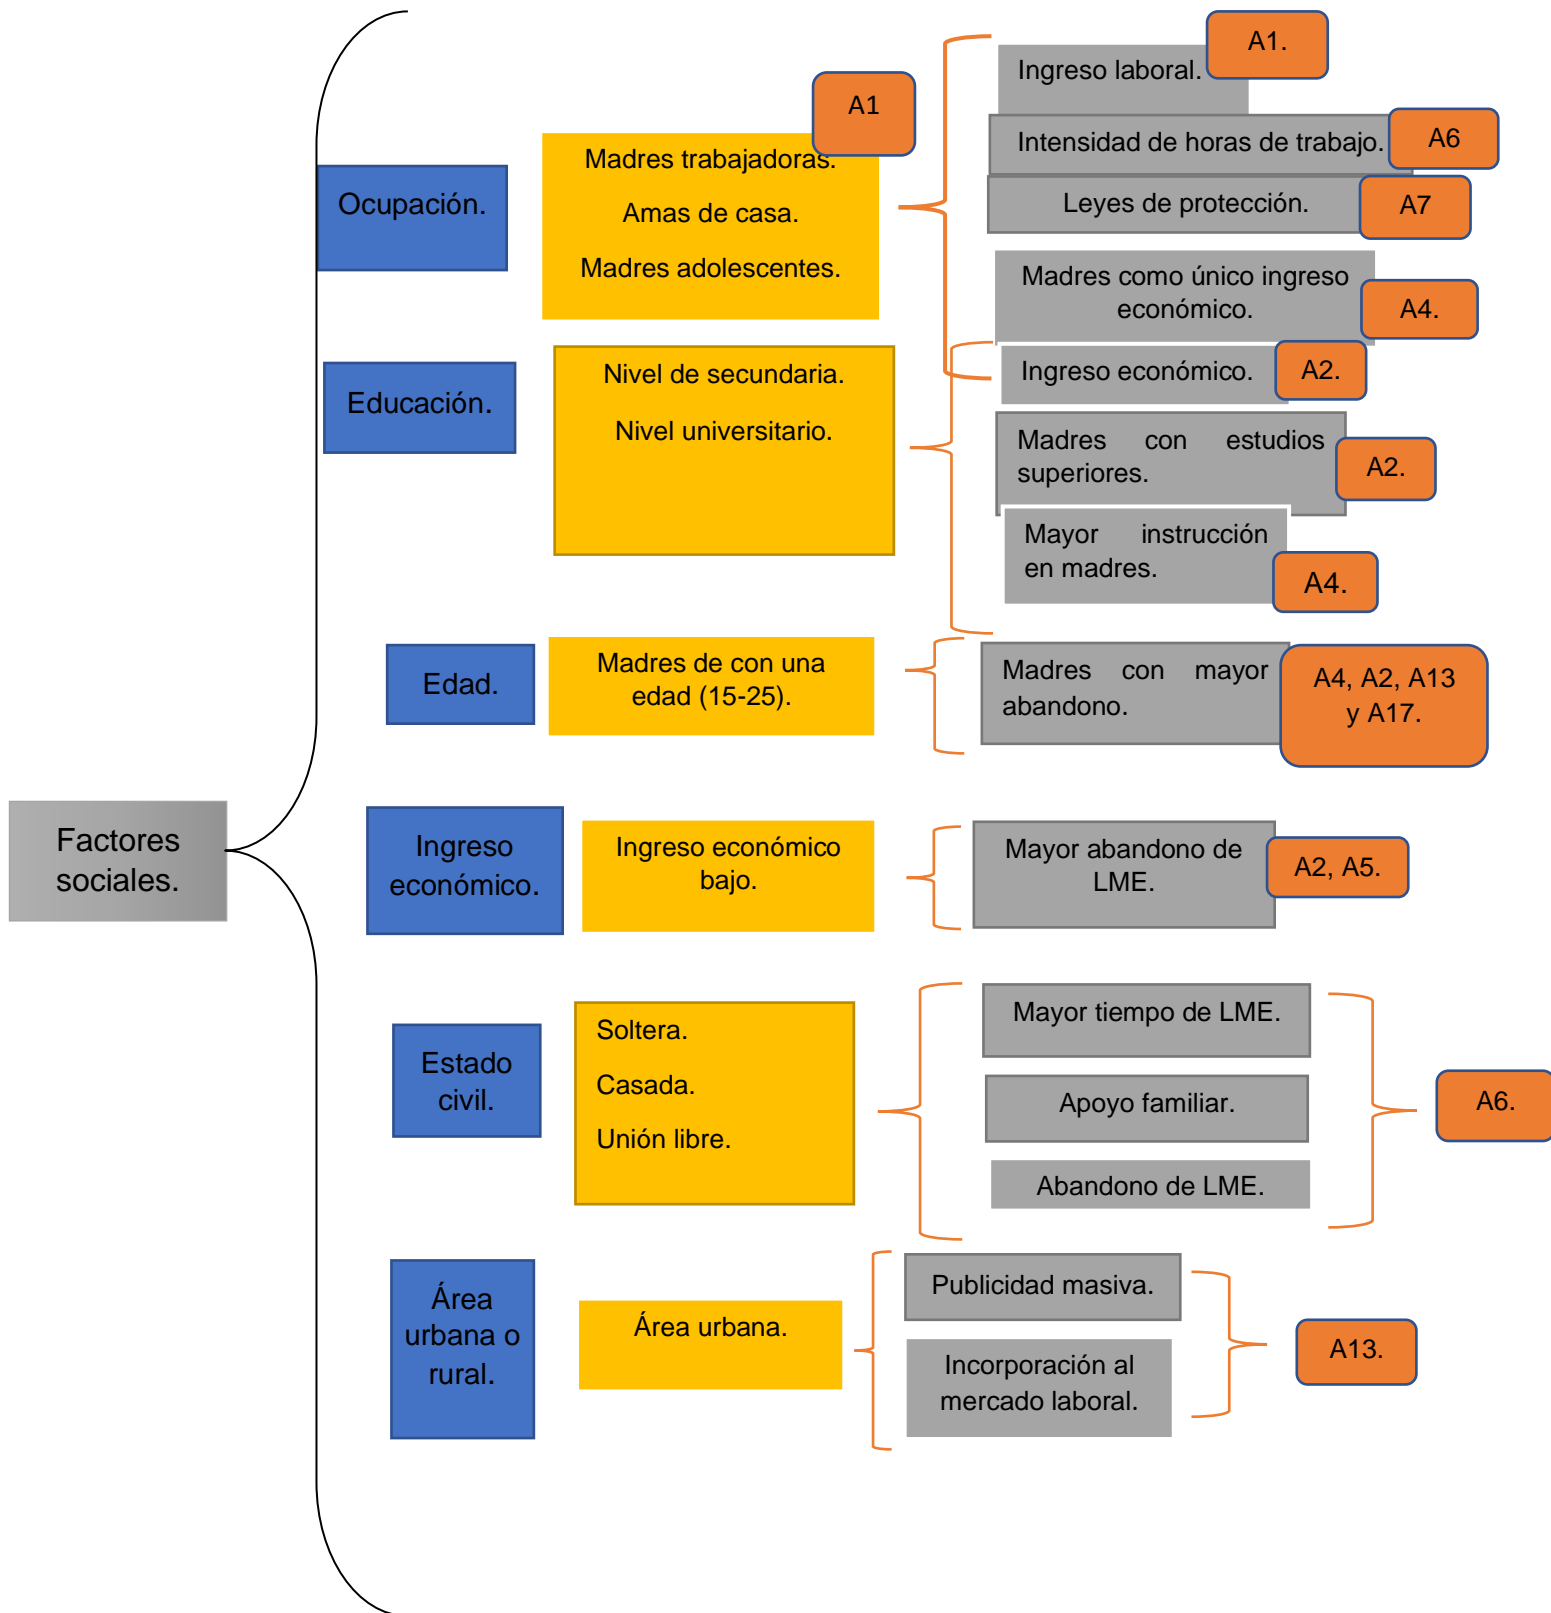 A1.
Ingreso laboral.
A1
Intensidad de horas de trabajo.
A6
Madres trabajadoras.
Ocupación.
Amas de casa.
Leyes de protección.
A7
Madres adolescentes.
Madres como único ingreso
económico.
A4.
Educación.
Nivel de secundaria.
Nivel universitario.
Ingreso económico.
A2.
Madres con estudios
superiores.
A2.
Mayor instrucción
en madres.
A4.
Edad.
Madres de con una
edad (15-25).
Madres con mayor
abandono.
A4, A2, A13
y A17.
Factores
sociales.
Ingreso
económico.
Ingreso económico
bajo.
Mayor abandono de
LME.
A2, A5.
Estado
civil.
Soltera.
Casada.
Unión libre.
Mayor tiempo de LME.
Apoyo familiar.
Abandono de LME.
A6.
Área
urbana o
rural.
Área urbana.
Publicidad masiva.
Incorporación al
mercado laboral.
A13.